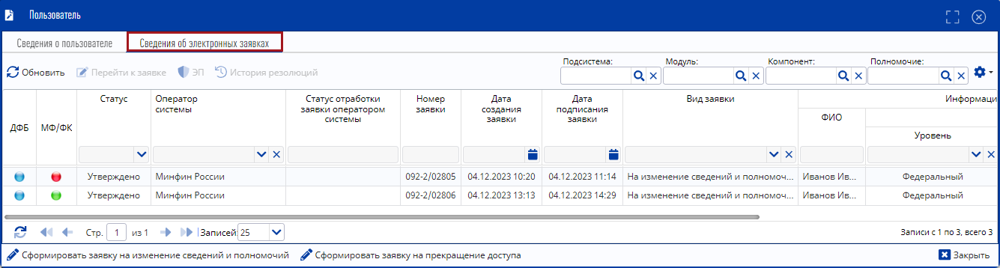 Пользователь
Сведения о пользователе Сведения об электронных заявках
Подсистема: Модуль: Компонент: Полномочие:
Обновить Перейти к заявке ЭП История резолюций
Статус Оператор системы Статус отработки заявки оператором системы Номер заявки Дата создания заявки Дата подписания заявки Вид заявки Информаци
ДФБ МФ/ФК ФИО
Уровень
Утверждено Минфин России 092-2/02805 04.12.2023 10:20 04.12.2023 11:14 На изменение сведений и полномоч... Иванов Ив... Федеральный
Утверждено Минфин России 092-2/02806 04.12.2023 13:13 04.12.2023 14:29 На изменение сведений и полномоч... Иванов Ив... Федеральный
Стр. 1 из 1 Записей: 25 Записи с 1 по 3, всего 3
Сформировать заявку на изменение сведений и полномочий Сформировать заявку на прекращение доступа Закрыть